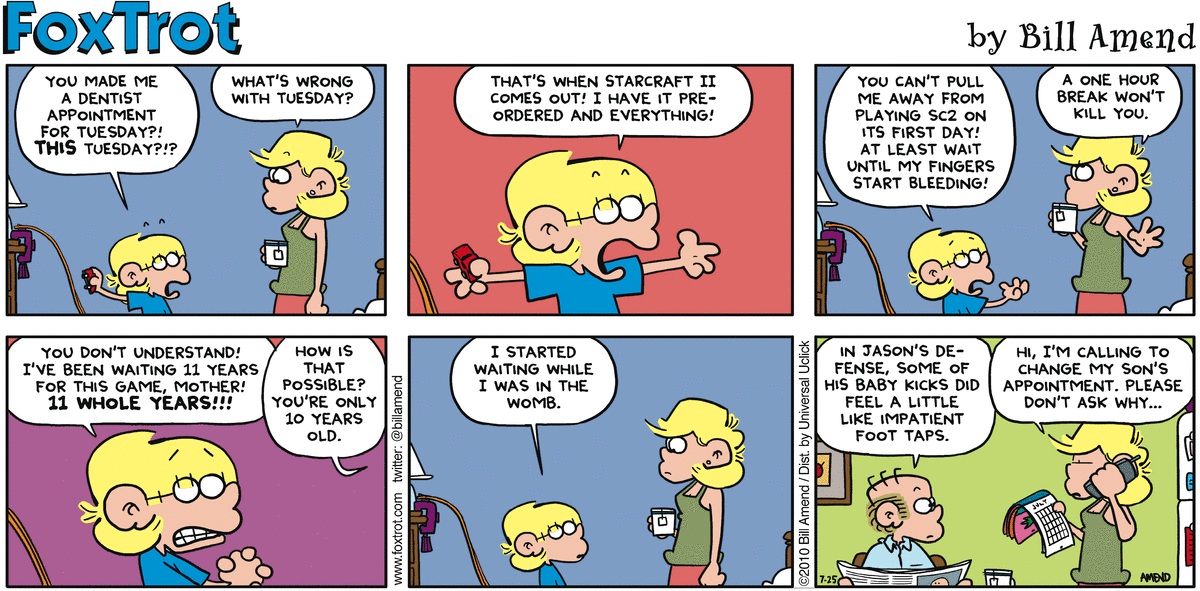 FoxTrot
by Bill Amend
YOU MADE ME
A DENTIST
APPOINTMENT
FOR TUESDAY?!
THIS TUESDAY?!?
WHAT'S WRONG
WITH TUESDAY?
THAT'S WHEN STARCRAFT II
COMES OUT! I HAVE IT PRE-
ORDERED AND EVERYTHING!
YOU CAN'T PULL
ME AWAY FROM
PLAYING SC2 ON
ITS FIRST DAY!
AT LEAST WAIT
UNTIL MY FINGERS
START BLEEDING!
A ONE HOUR
BREAK WON'T
KILL YOU.
YOU DON'T UNDERSTAND!
I'VE BEEN WAITING 11 YEARS
FOR THIS GAME, MOTHER!
11 WHOLE YEARS!!!
HOW IS
THAT
POSSIBLE?
YOU'RE ONLY
10 YEARS
OLD.
www.foxtrot.com twitter: @billamend
I STARTED
WAITING WHILE
I WAS IN THE
WOMB.
©2010 Bill Amend / Dist. by Universal Uclick
IN JASON'S DE-
FENSE, SOME OF
HIS BABY KICKS DID
FEEL A LITTLE
LIKE IMPATIENT
FOOT TAPS.
HI, I'M CALLING TO
CHANGE MY SON'S
APPOINTMENT. PLEASE
DON'T ASK WHY...
JULY
7-25
AMEND